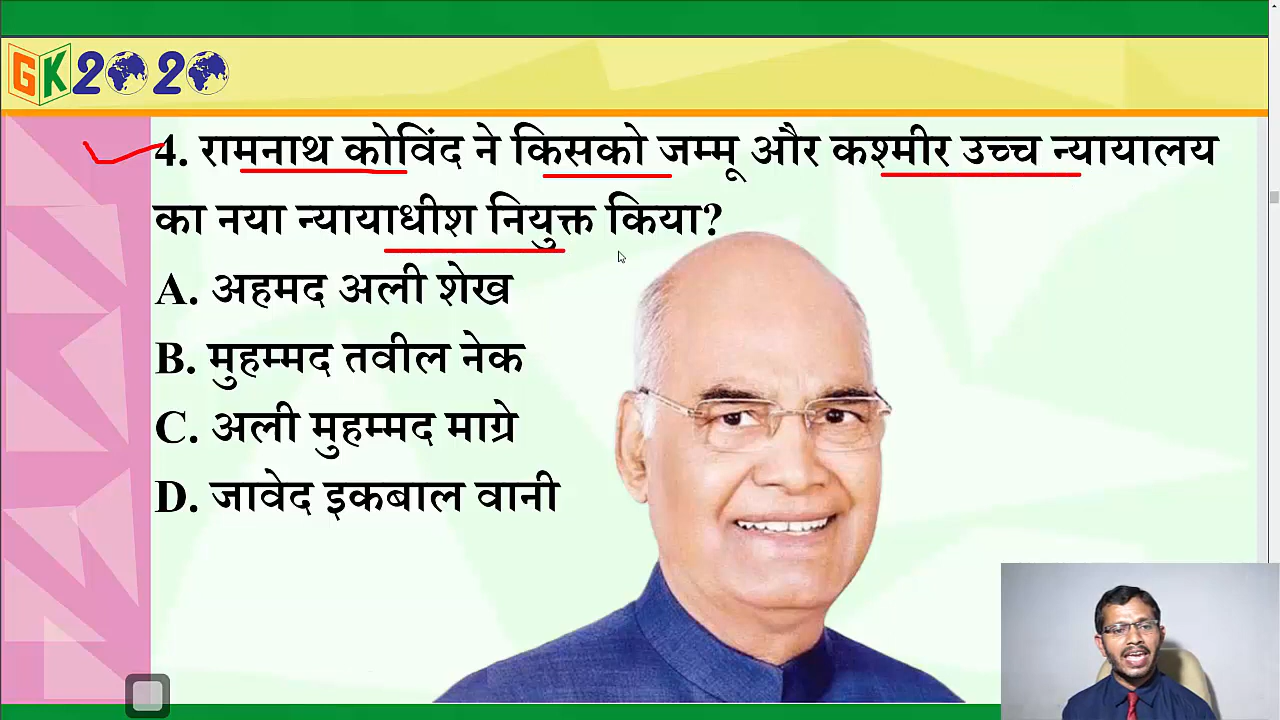 GK2020
4. रामनाथ कोविंद ने किसको जम्मू और कश्मीर उच्च न्यायालय
का नया न्यायाधीश नियुक्त किया?
A. अहमद अली शेख
B. मुहम्मद तवील नेक
C. अली मुहम्मद माग्रे
D. जावेद इकबाल वानी